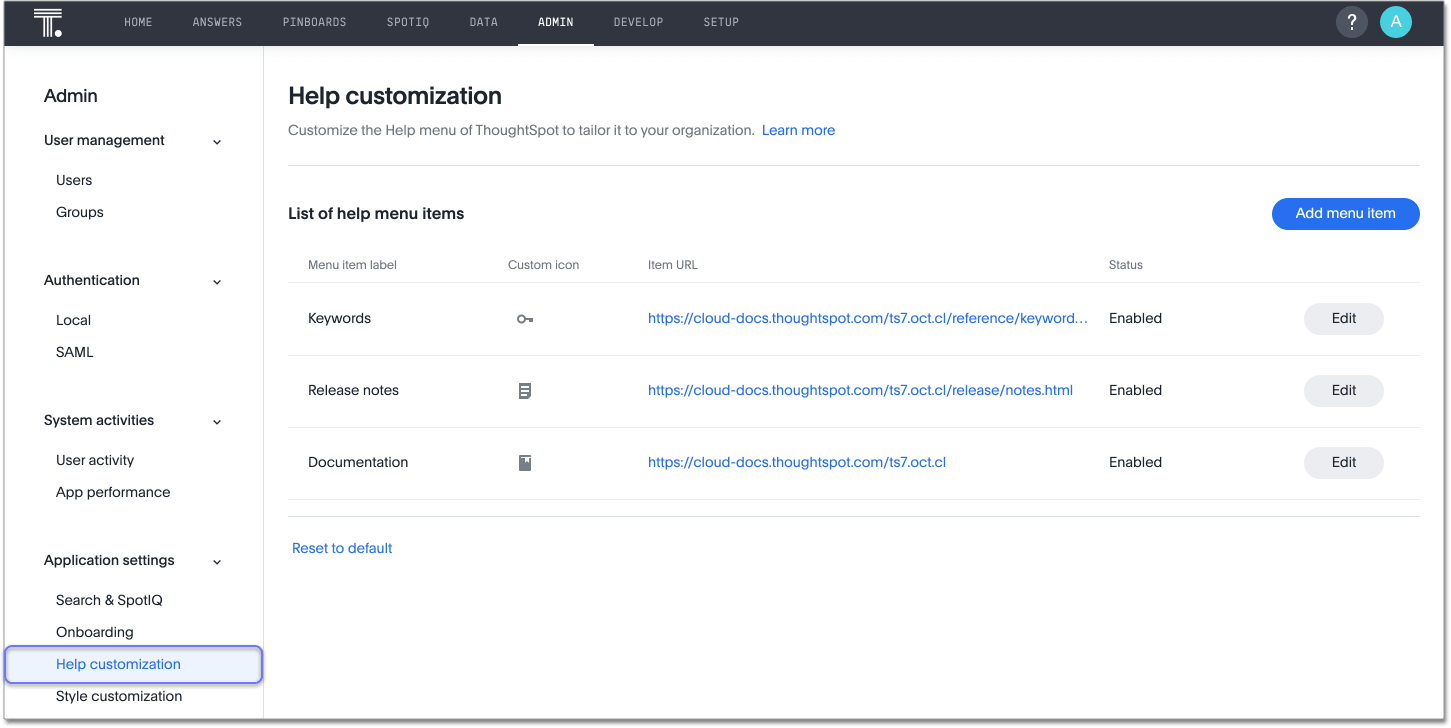 T.
HOME ANSWERS PINBOARDS SPOTIQ DATA ADMIN DEVELOP SETUP ? A
Admin
User management
Users
Groups
Authentication
Local
SAML
System activities
User activity
App performance
Application settings
Search & SpotIQ
Onboarding
Help customization
Style customization
Help customization
Customize the Help menu of ThoughtSpot to tailor it to your organization. Learn more
List of help menu items Add menu item
Menu item label Custom icon Item URL Status
Keywords https://cloud-docs.thoughtspot.com/ts7.oct.cl/reference/keyword... Enabled Edit
Release notes https://cloud-docs.thoughtspot.com/ts7.oct.cl/release/notes.html Enabled Edit
Documentation https://cloud-docs.thoughtspot.com/ts7.oct.cl Enabled Edit
Reset to default